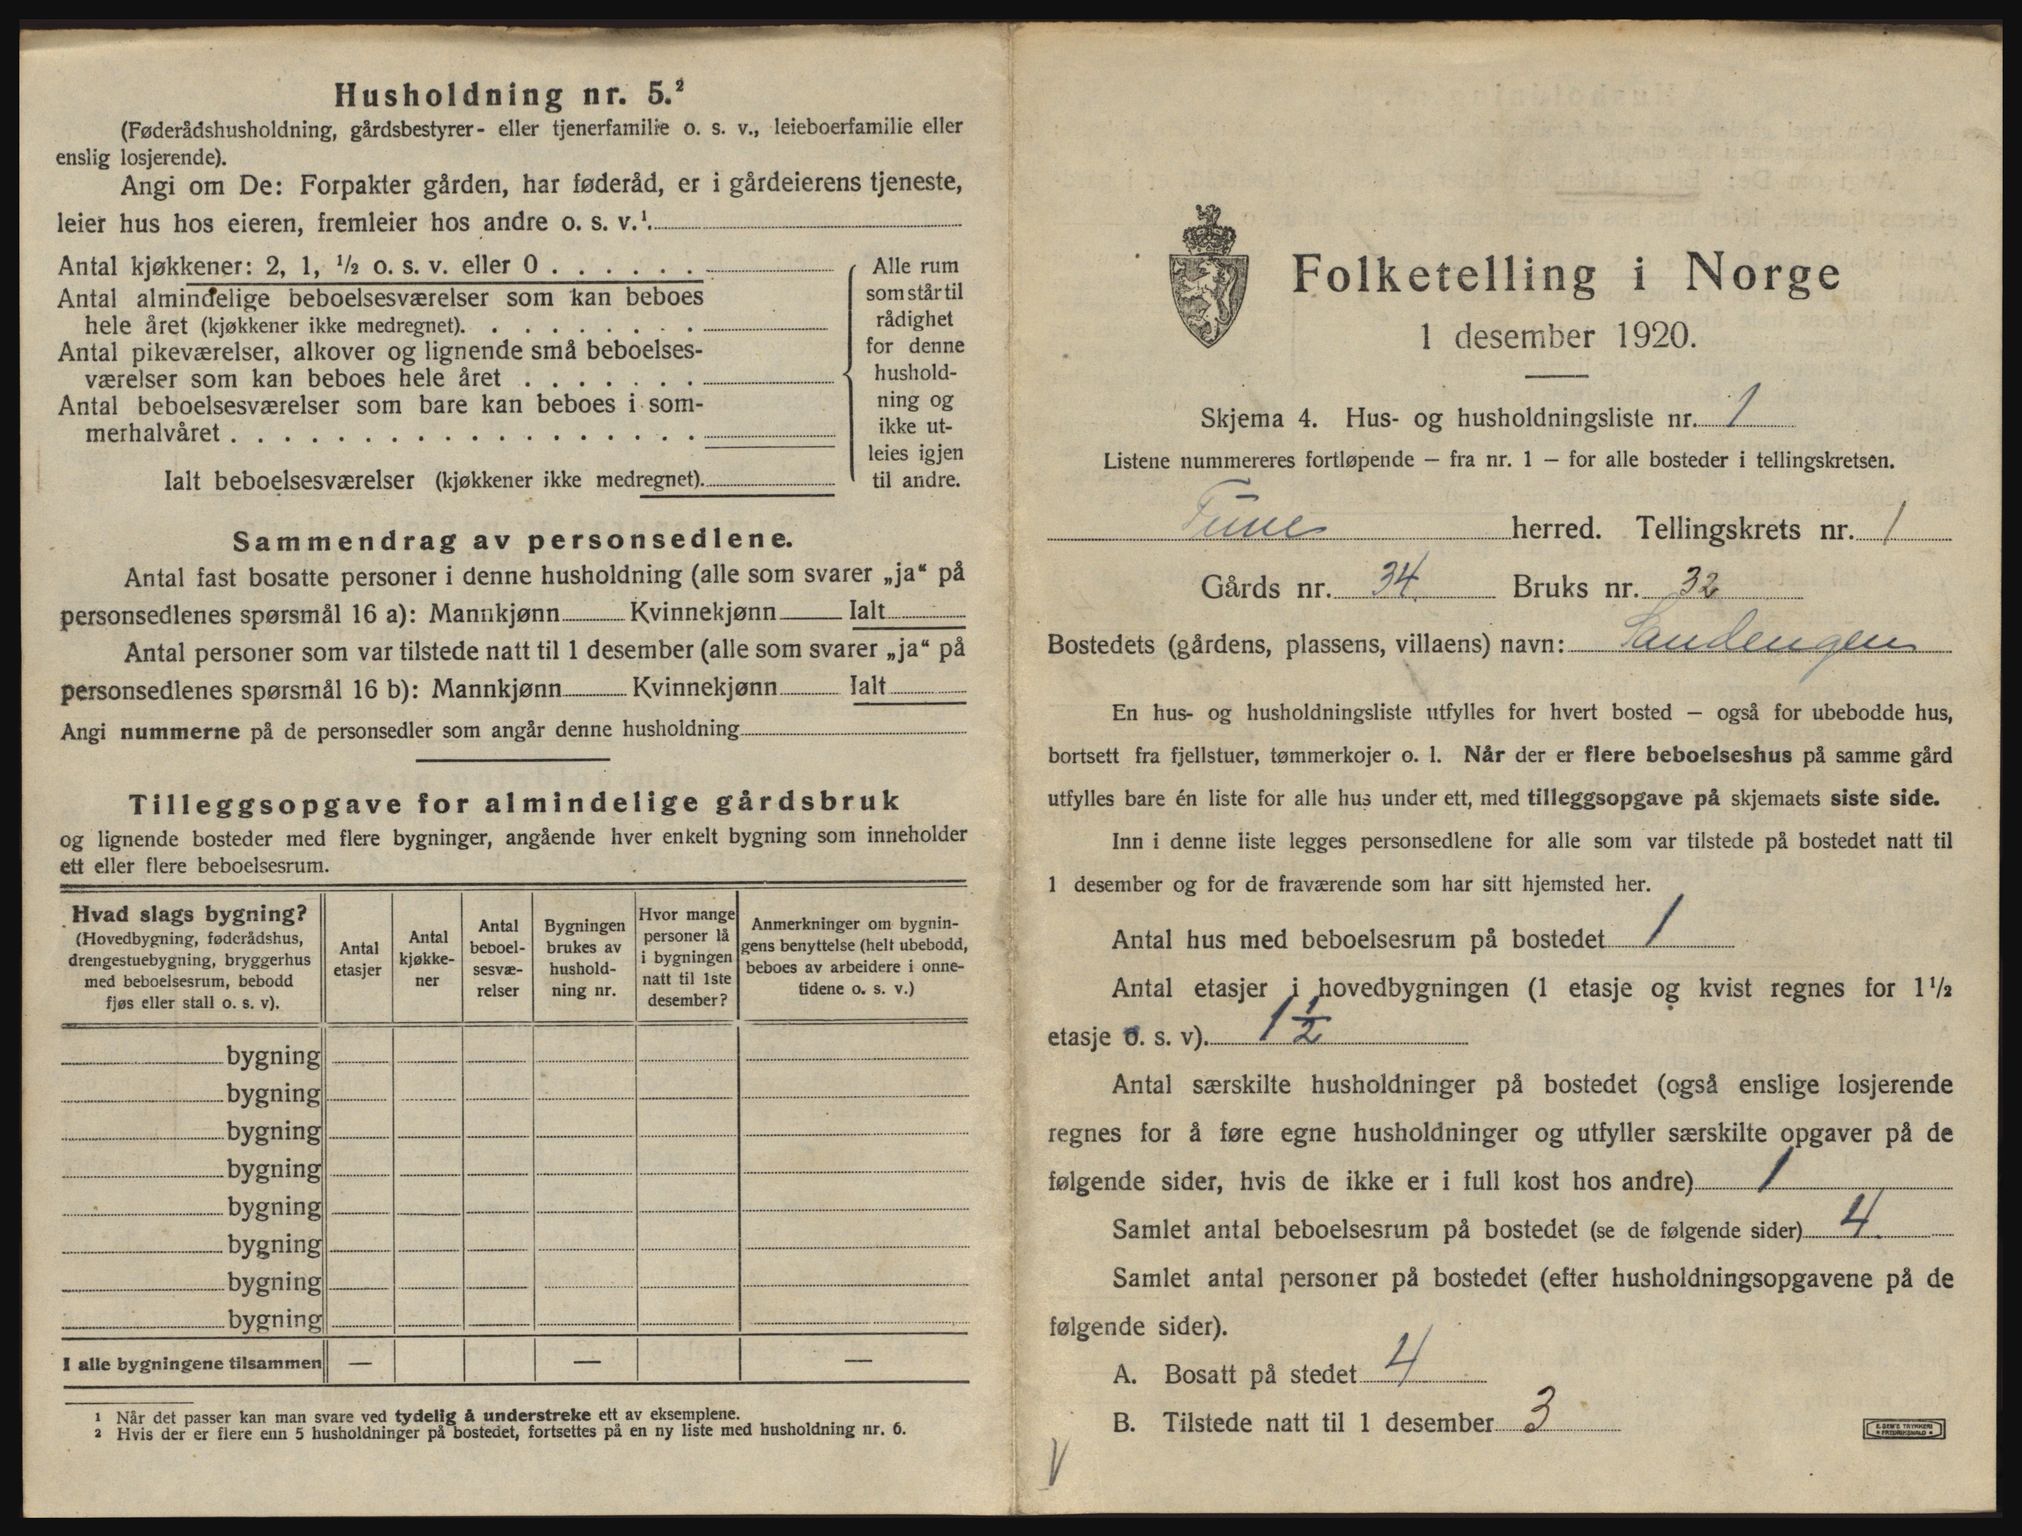 Husholdning nr. 5.²
(Føderådshusholdning, gårdsbestyrer- eller tjenerfamilie o. s. v., leieboerfamilie eller
enslig losjerende).
Angi om De: Forpakter gården, har føderåd, er i gårdeierens tjeneste,
leier hus hos eieren, fremleier hos andre o. s. v.¹.
Antal kjøkkener: 2, 1, ½ o. s. v. eller 0 . . . . . .
Antal almindelige beboelsesværelser som kan beboes
hele året (kjøkkener ikke medregnet). . . . . . . . .
Antal pikeværelser, alkover og lignende små beboelses-
værelser som kan beboes hele året . . . . . . .
Antal beboelsesværelser som bare kan beboes i som-
merhalvåret . . . . . . . . . . . . . . . . . .
Ialt beboelsesværelser (kjøkkener ikke medregnet).
Alle rum
som står til
rådighet
for denne
hushold-
ning og
ikke ut-
leies igjen
til andre.
Sammendrag av personsedlene.
Antal fast bosatte personer i denne husholdning (alle som svarer „ja“ på
personsedlenes spørsmål 16 a): Mannkjønn Kvinnekjønn Ialt
Antal personer som var tilstede natt til 1 desember (alle som svarer „ja“ på
personsedlenes spørsmål 16 b): Mannkjønn Kvinnekjønn Ialt
Angi nummerne på de personsedler som angår denne husholdning
Tilleggsopgave for almindelige gårdsbruk
og lignende bosteder med flere bygninger, angående hver enkelt bygning som inneholder
ett eller flere beboelsesrum.
Hvad slags bygning?
(Hovedbygning, føderådshus,
drengestuebygning, bryggerhus
med beboelsesrum, bebodd
fjøs eller stall o. s. v).
Antal
etasjer
Antal
kjøkke-
ner
Antal
beboel-
sesvæ-
relser
Bygningen
brukes av
hushold-
ning nr.
Hvor mange
personer lå
i bygningen
natt til 1ste
desember?
Anmerkninger om bygnin-
gens benyttelse (helt ubebodd,
beboes av arbeidere i onne-
tidene o. s. v.)
bygning
bygning
bygning
bygning
bygning
bygning
bygning
bygning
I alle bygningene tilsammen — — —
¹ Når det passer kan man svare ved tydelig å understreke ett av eksemplene.
² Hvis der er flere enn 5 husholdninger på bostedet, fortsettes på en ny liste med husholdning nr. 6.
Folketelling i Norge
1 desember 1920.
Skjema 4. Hus- og husholdningsliste nr. 1
Listene nummereres fortløpende – fra nr. 1 – for alle bosteder i tellingskretsen.
Tune herred. Tellingskrets nr. 1
Gårds nr. 34. Bruks nr. 32
Bostedets (gårdens, plassens, villaens) navn: Sandengen
En hus- og husholdningsliste utfylles for hvert bosted – også for ubebodde hus,
bortsett fra fjellstuer, tømmerkojer o. l. Når der er flere beboelseshus på samme gård
utfylles bare én liste for alle hus under ett, med tilleggsopgave på skjemaets siste side.
Inn i denne liste legges personsedlene for alle som var tilstede på bostedet natt til
1 desember og for de fraværende som har sitt hjemsted her.
Antal hus med beboelsesrum på bostedet 1
Antal etasjer i hovedbygningen (1 etasje og kvist regnes for 1½
etasje o. s. v). 1½
Antal særskilte husholdninger på bostedet (også enslige losjerende
regnes for å føre egne husholdninger og utfyller særskilte opgaver på de
følgende sider, hvis de ikke er i full kost hos andre) 1
Samlet antal beboelsesrum på bostedet (se de følgende sider) 4.
Samlet antal personer på bostedet (efter husholdningsopgavene på de
følgende sider).
A. Bosatt på stedet 4
B. Tilstede natt til 1 desember 3
V